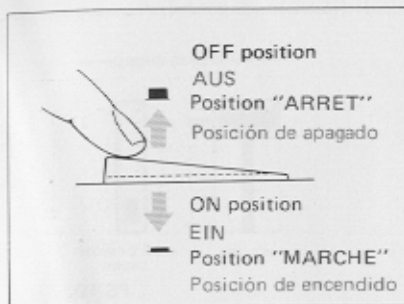 OFF position
AUS
Position "ARRET"
Posición de apagado
ON position
EIN
Position "MARCHE"
Posición de encendido